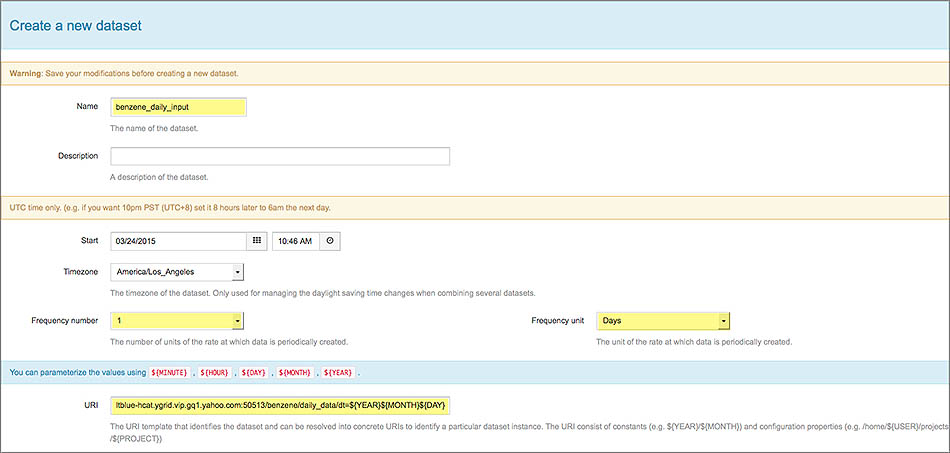 Create a new dataset
Warning: Save your modifications before creating a new dataset.
Name benzene_daily_input
The name of the dataset.
Description
A description of the dataset.
UTC time only. (e.g. if you want 10pm PST (UTC+8) set it 8 hours later to 6am the next day.
Start 03/24/2015 10:46 AM
Timezone America/Los_Angeles
The timezone of the dataset. Only used for managing the daylight saving time changes when combining several datasets.
Frequency number 1 Frequency unit Days
The number of units of the rate at which data is periodically created. The unit of the rate at which data is periodically created.
You can parameterize the values using ${MINUTE} , ${HOUR} , ${DAY} , ${MONTH} , ${YEAR} .
URI ltblue-hcat.ygrid.vip.gq1.yahoo.com:50513/benzene/daily_data/dt=${YEAR}${MONTH}${DAY}
The URI template that identifies the dataset and can be resolved into concrete URIs to identify a particular dataset instance. The URI consist of constants (e.g. ${YEAR}/${MONTH}) and configuration properties (e.g. /home/${USER}/projects
/${PROJECT})